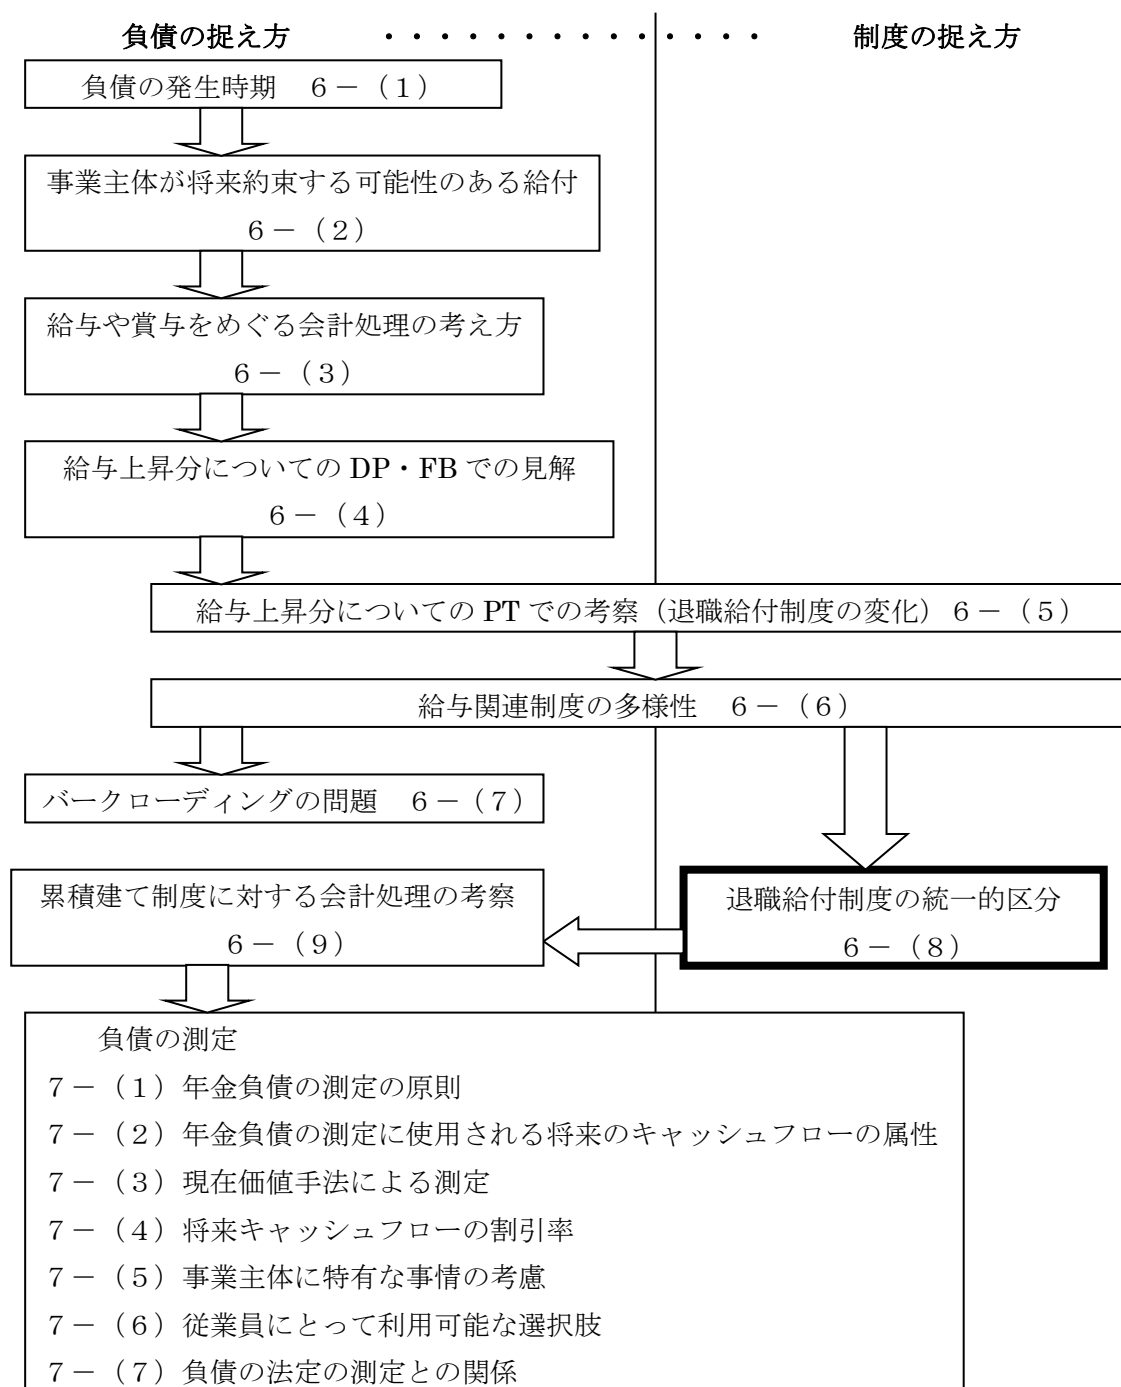 負債の捉え方　・・・・・・・・・・・・・・　制度の捉え方
負債の発生時期　６－（１）
事業主体が将来約束する可能性のある給付
６－（２）
給与や賞与をめぐる会計処理の考え方
６－（３）
給与上昇分についての DP・FB での見解
６－（４）
給与上昇分についての PT での考察（退職給付制度の変化）６－（５）
給与関連制度の多様性　６－（６）
バークローディングの問題　６－（７）
退職給付制度の統一的区分
６－（８）
累積建て制度に対する会計処理の考察
６－（９）
負債の測定
７－（１）年金負債の測定の原則
７－（２）年金負債の測定に使用される将来のキャッシュフローの属性
７－（３）現在価値手法による測定
７－（４）将来キャッシュフローの割引率
７－（５）事業主体に特有な事情の考慮
７－（６）従業員にとって利用可能な選択肢
７－（７）負債の法定の測定との関係